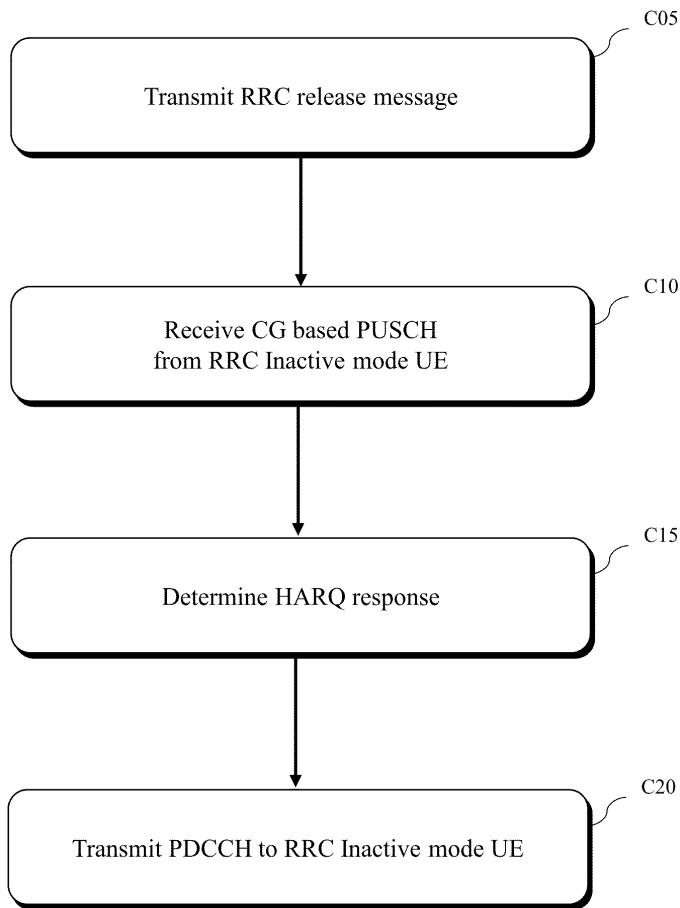 C05
Transmit RRC release message
C10
Receive CG based PUSCH
from RRC Inactive mode UE
C15
Determine HARQ response
C20
Transmit PDCCH to RRC Inactive mode UE